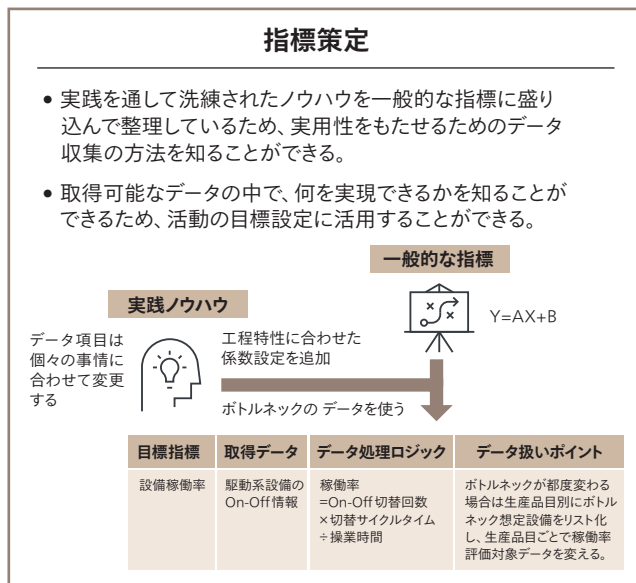 指標策定
• 実践を通して洗練されたノウハウを一般的な指標に盛り
込んで整理しているため、実用性をもたせるためのデータ
収集の方法を知ることができる。
• 取得可能なデータの中で、何を実現できるかを知ることが
できるため、活動の目標設定に活用することができる。
一般的な指標
Y=AX+B
実践ノウハウ
データ項目は
個々の事情に
合わせて変更
する
工程特性に合わせた
係数設定を追加
ボトルネックの データを使う
目標指標 取得データ データ処理ロジック データ扱いポイント
設備稼働率
駆動系設備の
On-Off情報
稼働率
=On-Off切替回数
×切替サイクルタイム
÷操業時間
ボトルネックが都度変わる
場合は生産品目別にボトル
ネック想定設備をリスト化
し、生産品目ごとで稼働率
評価対象データを変える。